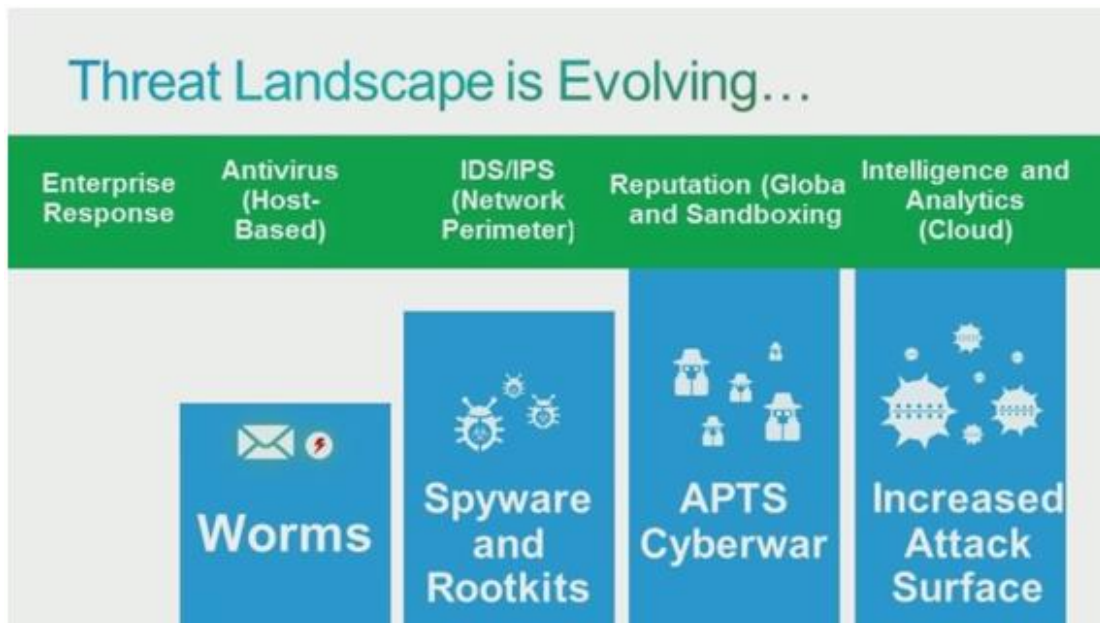 Threat Landscape is Evolving…
Enterprise
Response
Antivirus
(Host-
Based)
IDS/IPS
(Network
Perimeter)
Reputation (Globa
and Sandboxing
Intelligence and
Analytics
(Cloud)
Worms
Spyware
and
Rootkits
APTS
Cyberwar
Increased
Attack
Surface